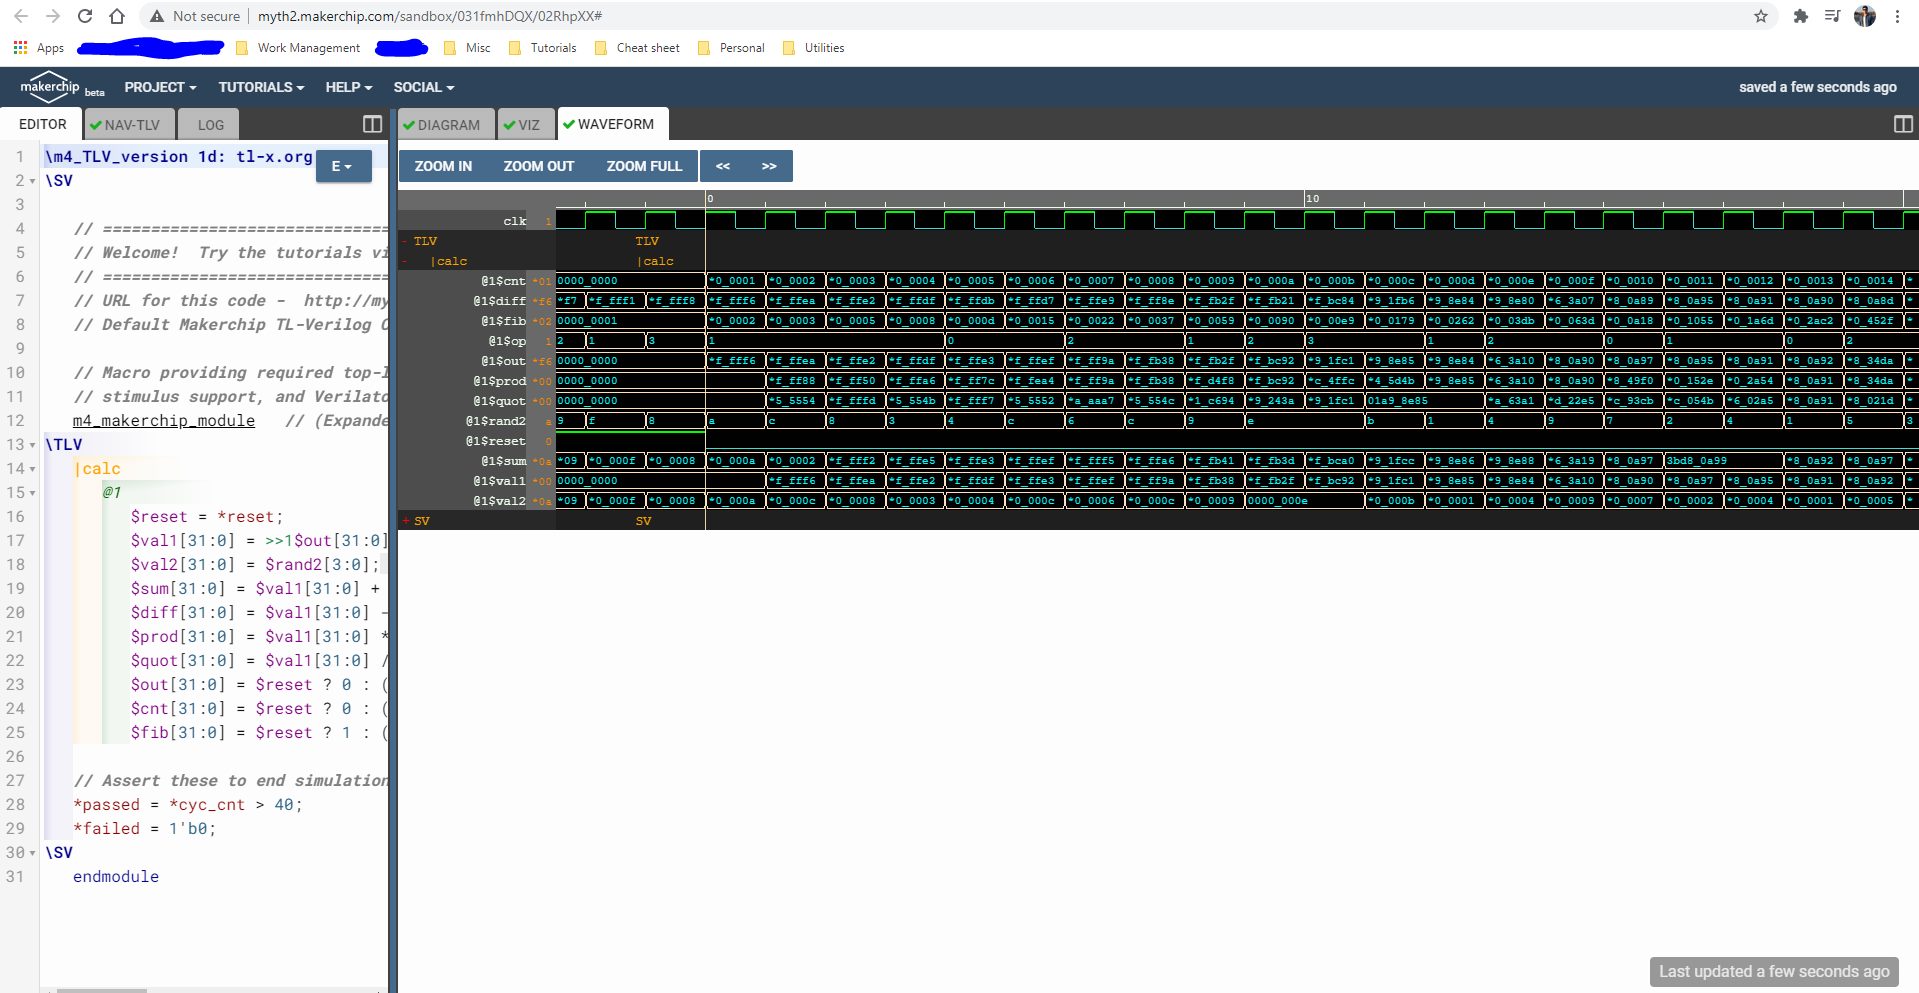 Not secure | myth2.makerchip.com/sandbox/031fmhDQX/02RhpXX#
Apps Work Management Misc Tutorials Cheat sheet Personal Utilities
makerchip beta PROJECT TUTORIALS HELP SOCIAL saved a few seconds ago
EDITOR NAV-TLV LOG DIAGRAM VIZ WAVEFORM
E
ZOOM IN ZOOM OUT ZOOM FULL << >>
1 \m4_TLV_version 1d: tl-x.org
2 \SV
3
4 // ==============================
5 // Welcome!  Try the tutorials vi
6 // ==============================
7 // URL for this code -  http://my
8 // Default Makerchip TL-Verilog C
9
10 // Macro providing required top-l
11 // stimulus support, and Verilato
12 m4_makerchip_module   // (Expande
13 \TLV
14 |calc
15 @1
16 $reset = *reset;
17 $val1[31:0] = >>1$out[31:0]
18 $val2[31:0] = $rand2[3:0];
19 $sum[31:0] = $val1[31:0] +
20 $diff[31:0] = $val1[31:0] -
21 $prod[31:0] = $val1[31:0] *
22 $quot[31:0] = $val1[31:0] /
23 $out[31:0] = $reset ? 0 : (
24 $cnt[31:0] = $reset ? 0 : (
25 $fib[31:0] = $reset ? 1 : (
26
27 // Assert these to end simulation
28 *passed = *cyc_cnt > 40;
29 *failed = 1'b0;
30 \SV
31 endmodule
0 10
clk 1
- TLV TLV
- |calc |calc
@1$cnt *01 0000_0000 *0_0001 *0_0002 *0_0003 *0_0004 *0_0005 *0_0006 *0_0007 *0_0008 *0_0009 *0_000a *0_000b *0_000c *0_000d *0_000e *0_000f *0_0010 *0_0011 *0_0012 *0_0013 *0_0014 *
@1$diff *f6 *f7 *f_fff1 *f_fff8 *f_fff6 *f_ffea *f_ffe2 *f_ffdf *f_ffdb *f_ffd7 *f_ffe9 *f_ff8e *f_fb2f *f_fb21 *f_bc84 *9_1fb6 *9_8e84 *9_8e80 *6_3a07 *8_0a89 *8_0a95 *8_0a91 *8_0a90 *8_0a8d *
@1$fib *02 0000_0001 *0_0002 *0_0003 *0_0005 *0_0008 *0_000d *0_0015 *0_0022 *0_0037 *0_0059 *0_0090 *0_00e9 *0_0179 *0_0262 *0_03db *0_063d *0_0a18 *0_1055 *0_1a6d *0_2ac2 *0_452f *
@1$op 1 2 1 3 1 0 2 1 2 3 1 2 0 1 0 2
@1$out *f6 0000_0000 *f_fff6 *f_ffea *f_ffe2 *f_ffdf *f_ffe3 *f_ffef *f_ff9a *f_fb38 *f_fb2f *f_bc92 *9_1fc1 *9_8e85 *9_8e84 *6_3a10 *8_0a90 *8_0a97 *8_0a95 *8_0a91 *8_0a92 *8_34da *
@1$prod *00 0000_0000 *f_ff88 *f_ff50 *f_ffa6 *f_ff7c *f_fea4 *f_ff9a *f_fb38 *f_d4f8 *f_bc92 *c_4ffc *4_5d4b *9_8e85 *6_3a10 *8_0a90 *8_49f0 *0_152e *0_2a54 *8_0a91 *8_34da *
@1$quot *00 0000_0000 *5_5554 *f_fffd *5_554b *f_fff7 *5_5552 *a_aaa7 *5_554c *1_c694 *9_243a *9_1fc1 01a9_8e85 *a_63a1 *d_22e5 *c_93cb *c_054b *6_02a5 *8_0a91 *8_021d *
@1$rand2 a 9 f 8 a c 8 3 4 c 6 c 9 e b 1 4 9 7 2 4 1 5 3
@1$reset 0
@1$sum *0a *09 *0_000f *0_0008 *0_000a *0_0002 *f_fff2 *f_ffe5 *f_ffe3 *f_ffef *f_fff5 *f_ffa6 *f_fb41 *f_fb3d *f_bca0 *9_1fcc *9_8e86 *9_8e88 *6_3a19 *8_0a97 3bd8_0a99 *8_0a92 *8_0a97 *
@1$val1 *00 0000_0000 *f_fff6 *f_ffea *f_ffe2 *f_ffdf *f_ffe3 *f_ffef *f_ff9a *f_fb38 *f_fb2f *f_bc92 *9_1fc1 *9_8e85 *9_8e84 *6_3a10 *8_0a90 *8_0a97 *8_0a95 *8_0a91 *8_0a92 *
@1$val2 *0a *09 *0_000f *0_0008 *0_000a *0_000c *0_0008 *0_0003 *0_0004 *0_000c *0_0006 *0_000c *0_0009 0000_000e *0_000b *0_0001 *0_0004 *0_0009 *0_0007 *0_0002 *0_0004 *0_0001 *0_0005 *
+ SV SV
Last updated a few seconds ago